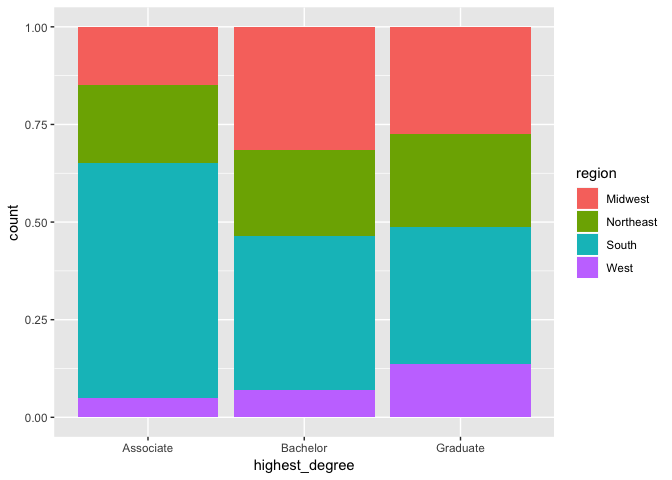 1.00
0.75
0.50
0.25
0.00
count
Associate
Bachelor
Graduate
highest_degree
region
Midwest
Northeast
South
West